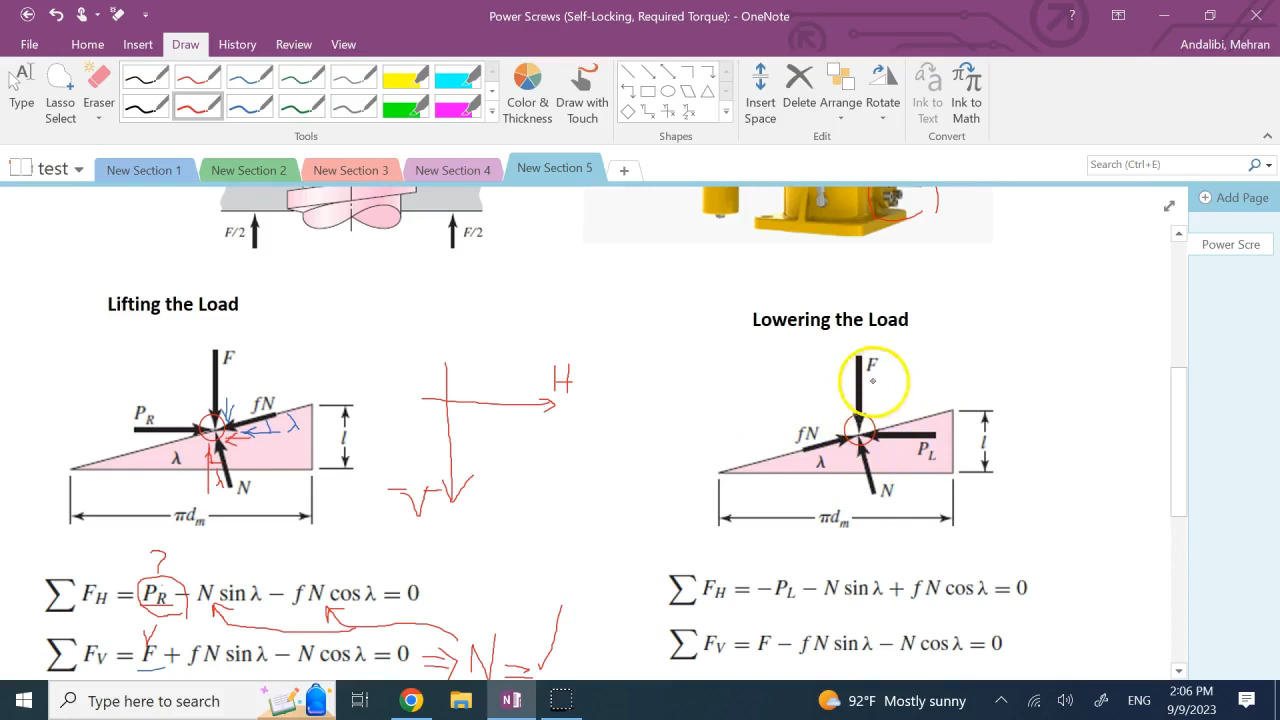 Power Screws (Self-Locking, Required Torque): - OneNote
?
File Home Insert Draw History Review View
Andalibi, Mehran
Type
Lasso Select
Eraser
Color & Thickness
Draw with Touch
Insert Space
Delete
Arrange
Rotate
Ink to Text
Ink to Math
Tools
Shapes
Edit
Convert
test
New Section 1
New Section 2
New Section 3
New Section 4
New Section 5
+
Search (Ctrl+E)
Add Page
Power Scre
F/2
F/2
Lifting the Load
Lowering the Load
F
P_R
fN
λ
λ
λ
N
l
πd_m
H
V
F
fN
P_L
λ
N
l
πd_m
?
∑ F_H = P_R − N sin λ − fN cos λ = 0
∑ F_V = F + fN sin λ − N cos λ = 0
⇒ N = ✓
∑ F_H = −P_L − N sin λ + fN cos λ = 0
∑ F_V = F − fN sin λ − N cos λ = 0
Type here to search
92°F Mostly sunny
ENG
2:06 PM
9/9/2023